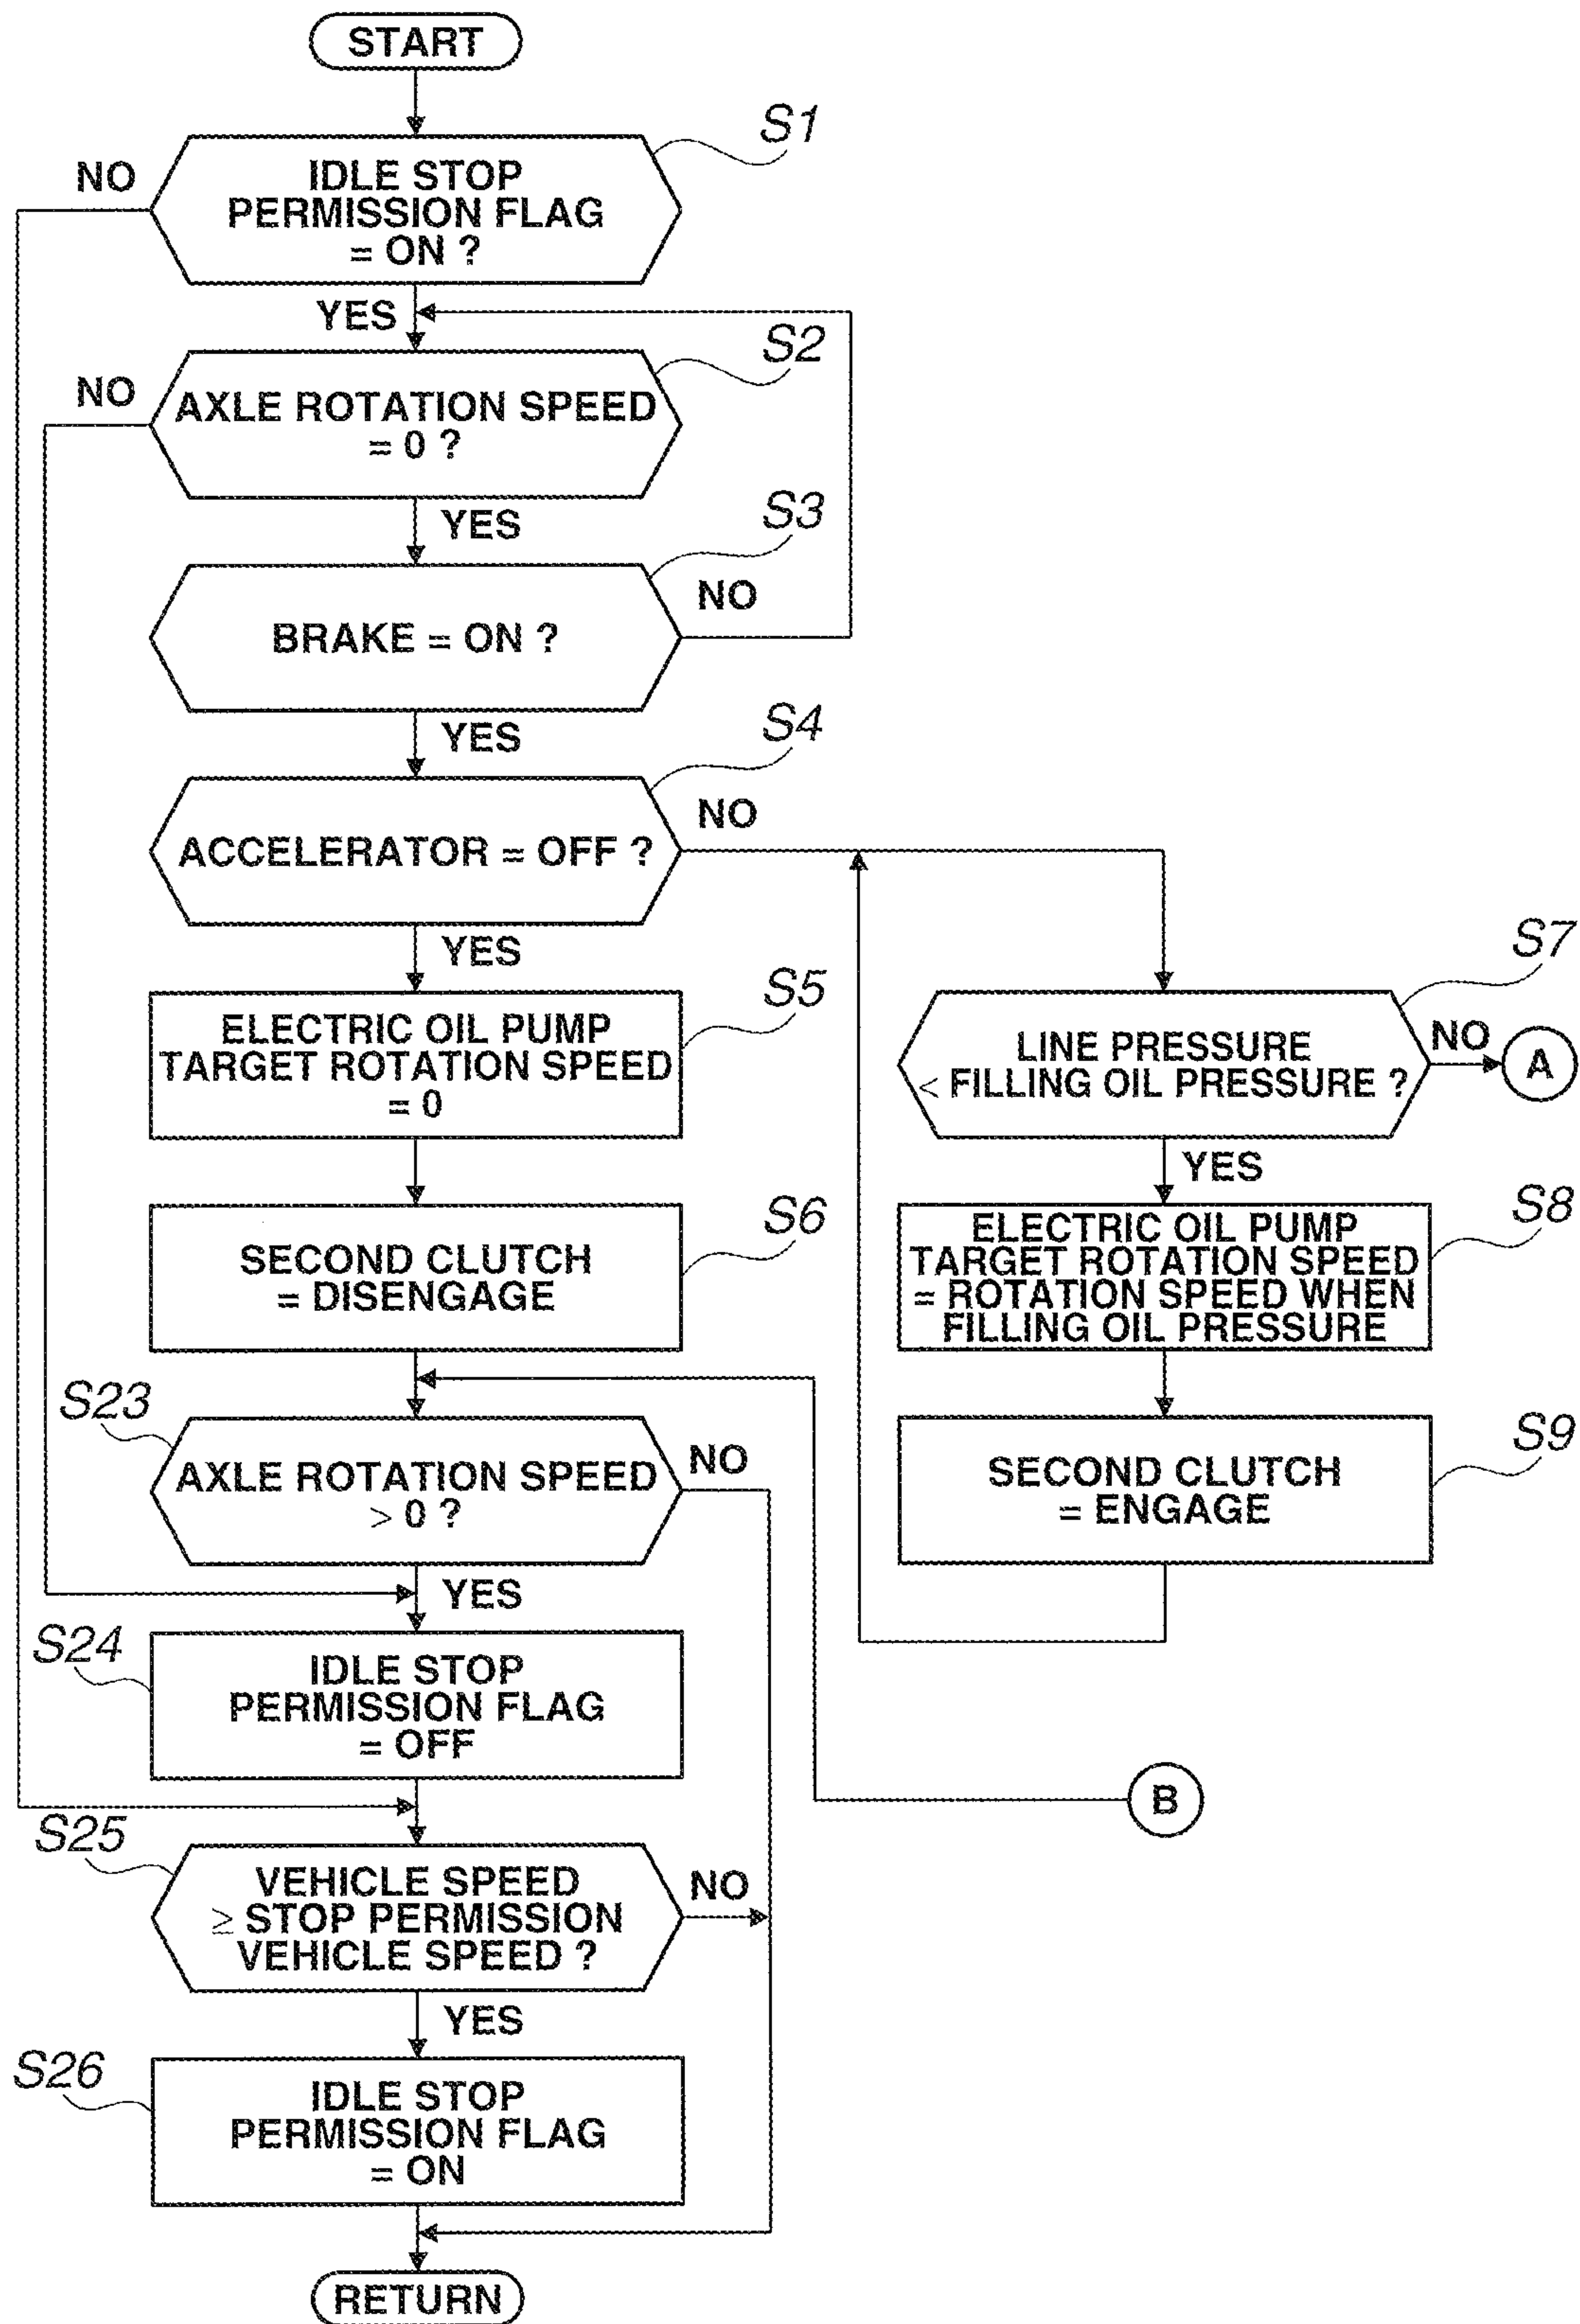 START
S1
NO
IDLE STOP
PERMISSION FLAG
= ON ?
YES
S2
NO
AXLE ROTATION SPEED
= 0 ?
YES
S3
NO
BRAKE = ON ?
YES
S4
NO
ACCELERATOR = OFF ?
YES
S5
ELECTRIC OIL PUMP
TARGET ROTATION SPEED
= 0
S6
SECOND CLUTCH
= DISENGAGE
S7
LINE PRESSURE
< FILLING OIL PRESSURE ?
NO
A
YES
S8
ELECTRIC OIL PUMP
TARGET ROTATION SPEED
= ROTATION SPEED WHEN
FILLING OIL PRESSURE
S9
SECOND CLUTCH
= ENGAGE
B
S23
AXLE ROTATION SPEED
> 0 ?
NO
YES
S24
IDLE STOP
PERMISSION FLAG
= OFF
S25
VEHICLE SPEED
≥ STOP PERMISSION
VEHICLE SPEED ?
NO
YES
S26
IDLE STOP
PERMISSION FLAG
= ON
RETURN